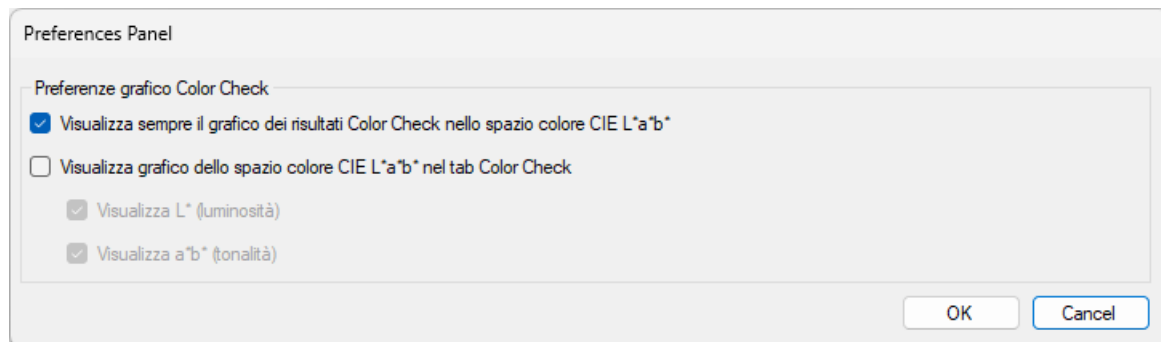 Preferences Panel
Preferenze grafico Color Check
Visualizza sempre il grafico dei risultati Color Check nello spazio colore CIE L*a*b*
Visualizza grafico dello spazio colore CIE L*a*b* nel tab Color Check
Visualizza L* (luminosità)
Visualizza a*b* (tonalità)
OK
Cancel